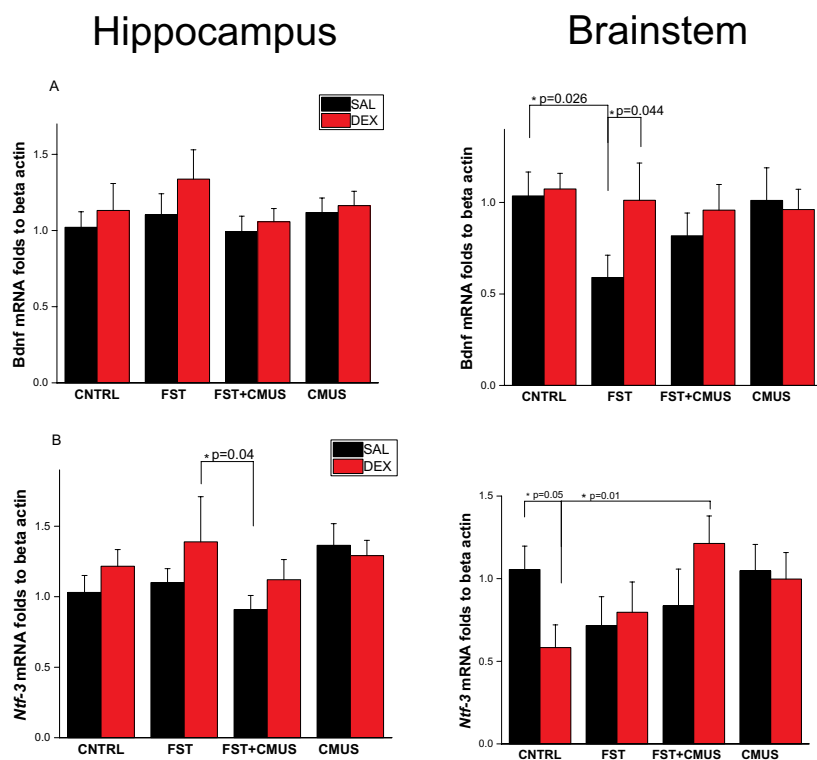 Hippocampus
Brainstem
A
SAL
DEX
Bdnf mRNA folds to beta actin
1.5
1.0
0.5
0.0
CNTRL FST FST+CMUS CMUS
* p=0.026
* p=0.044
Bdnf mRNA folds to beta actin
1.0
0.5
0.0
CNTRL FST FST+CMUS CMUS
B
SAL
DEX
* p=0.04
Ntf-3 mRNA folds to beta actin
1.5
1.0
0.5
0.0
CNTRL FST FST+CMUS CMUS
* p=0.05
* p=0.01
Ntf-3 mRNA folds to beta actin
1.5
1.0
0.5
0.0
CNTRL FST FST+CMUS CMUS